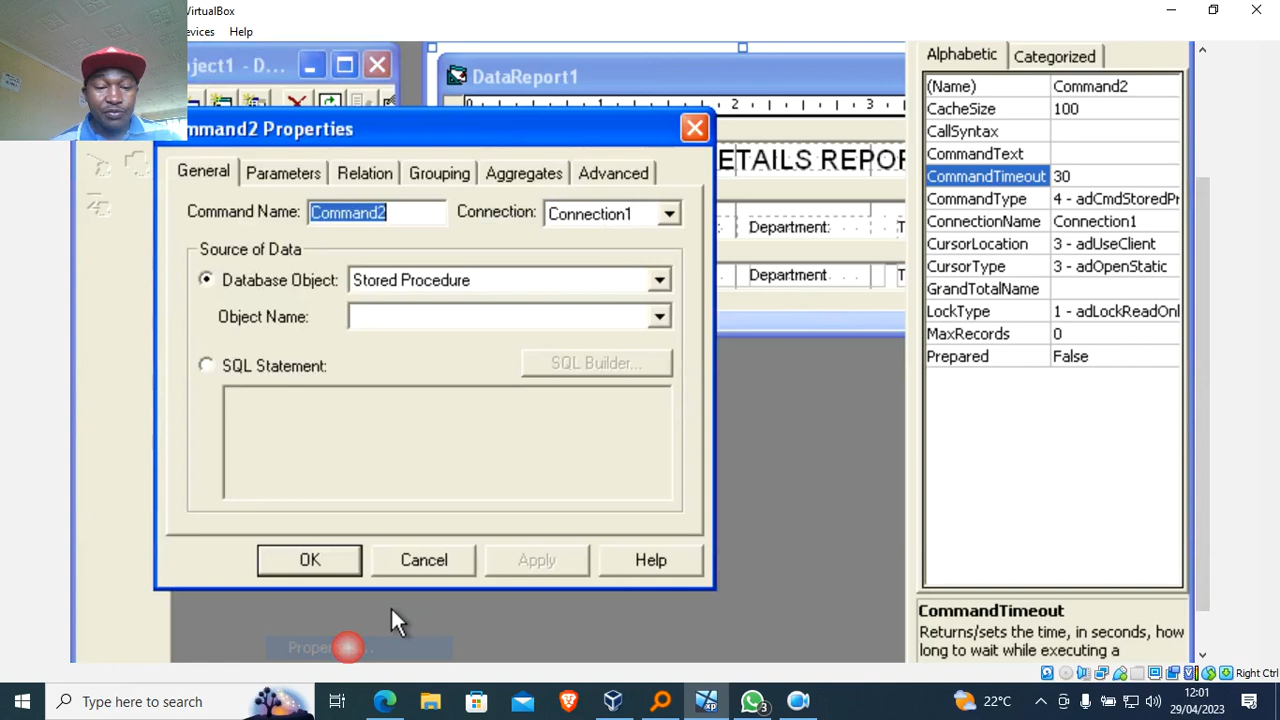 VirtualBox
Help
DataReport1
mmand2 Properties
General Parameters Relation Grouping Aggregates Advanced
Command Name: Command2 Connection: Connection1
Source of Data
Database Object: Stored Procedure
Object Name:
SQL Statement:
SQL Builder...
OK Cancel Apply Help
ETAILS REPOR
Department:
Department
Alphabetic Categorized
(Name) Command2
CacheSize 100
CallSyntax
CommandText
CommandTimeout 30
CommandType 4 - adCmdStoredPr
ConnectionName Connection1
CursorLocation 3 - adUseClient
CursorType 3 - adOpenStatic
GrandTotalName
LockType 1 - adLockReadOnl
MaxRecords 0
Prepared False
CommandTimeout
Returns/sets the time, in seconds, how
long to wait while executing a
Right Ctrl
Type here to search
3
22°C
12:01
29/04/2023